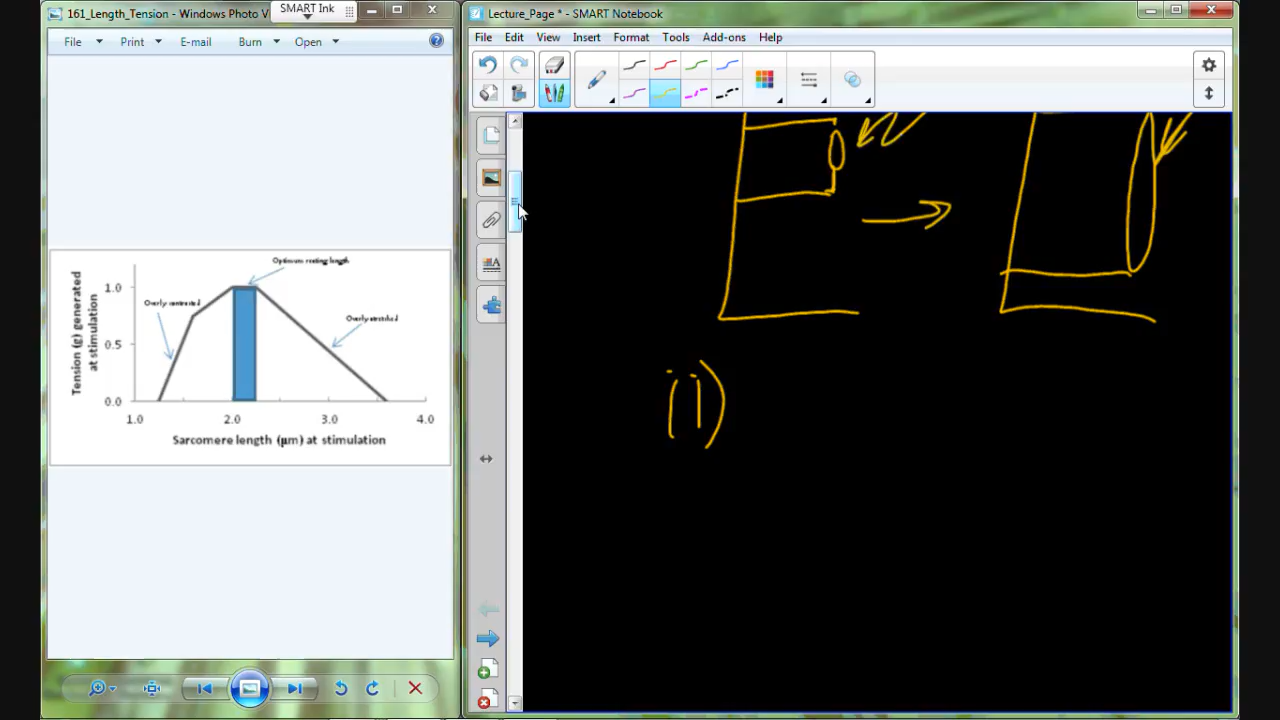 161_Length_Tension - Windows Photo V
SMART Ink
File Print E-mail Burn Open
Optimum resting length
1.0
Overly contracted
Overly stretched
0.5
0.0
Tension (g) generated
at stimulation
1.0 2.0 3.0 4.0
Sarcomere length (μm) at stimulation
Lecture_Page * - SMART Notebook
File Edit View Insert Format Tools Add-ons Help
ii)